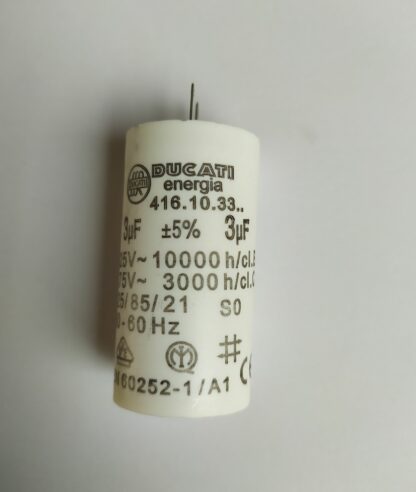 DUCATI
energia
416.10.33..
3µF ±5% 3µF
5V~ 10000 h/cl.B
5V~ 3000 h/cl.C
25/85/21 S0
-60 Hz
60252-1/A1